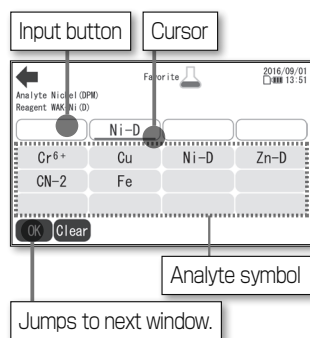 Input button
Cursor
Favorite
2016/09/01
13:51
Analyte Nickel(DPM)
Reagent WAK-Ni(D)
Ni-D
Cr6+ Cu Ni-D Zn-D
CN-2 Fe
OK Clear
Analyte symbol
Jumps to next window.